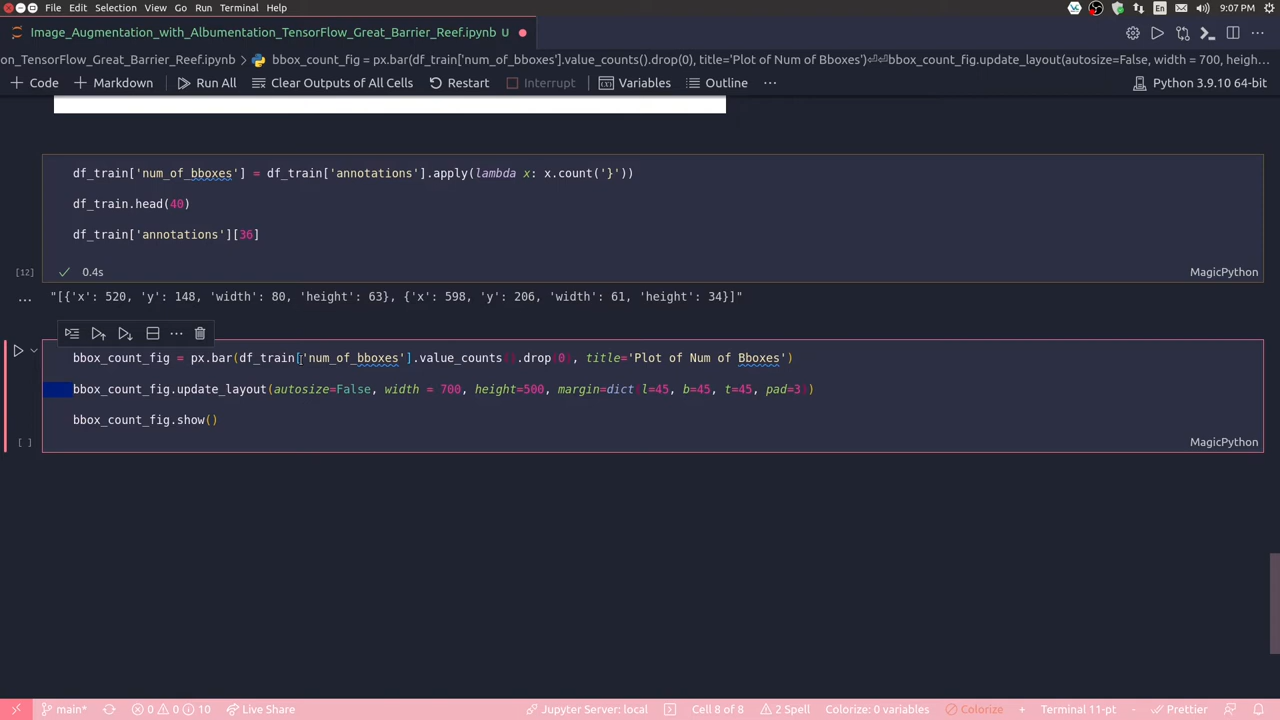 File Edit Selection View Go Run Terminal Help
En
9:07 PM
Image_Augmentation_with_Albumentation_TensorFlow_Great_Barrier_Reef.ipynb U
on_TensorFlow_Great_Barrier_Reef.ipynb > bbox_count_fig = px.bar(df_train['num_of_bboxes'].value_counts().drop(0), title='Plot of Num of Bboxes')⏎⏎bbox_count_fig.update_layout(autosize=False, width = 700, heigh…
+ Code + Markdown Run All Clear Outputs of All Cells Restart Interrupt Variables Outline ... Python 3.9.10 64-bit
df_train['num_of_bboxes'] = df_train['annotations'].apply(lambda x: x.count('}'))
df_train.head(40)
df_train['annotations'][36]
[12] ✓ 0.4s MagicPython
... "[{'x': 520, 'y': 148, 'width': 80, 'height': 63}, {'x': 598, 'y': 206, 'width': 61, 'height': 34}]"
bbox_count_fig = px.bar(df_train['num_of_bboxes'].value_counts().drop(0), title='Plot of Num of Bboxes')
bbox_count_fig.update_layout(autosize=False, width = 700, height=500, margin=dict(l=45, b=45, t=45, pad=3))
bbox_count_fig.show()
[ ] MagicPython
main* 0 0 10 Live Share Jupyter Server: local Cell 8 of 8 2 Spell Colorize: 0 variables Colorize + Terminal 11-pt - Prettier